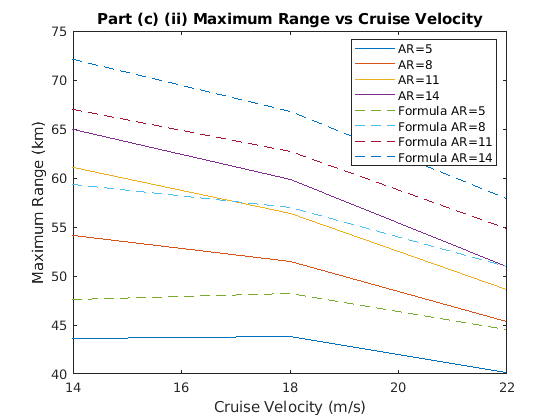 Part (c) (ii) Maximum Range vs Cruise Velocity
75
70
65
60
55
50
45
40
Maximum Range (km)
AR=5
AR=8
AR=11
AR=14
Formula AR=5
Formula AR=8
Formula AR=11
Formula AR=14
14
16
18
20
22
Cruise Velocity (m/s)